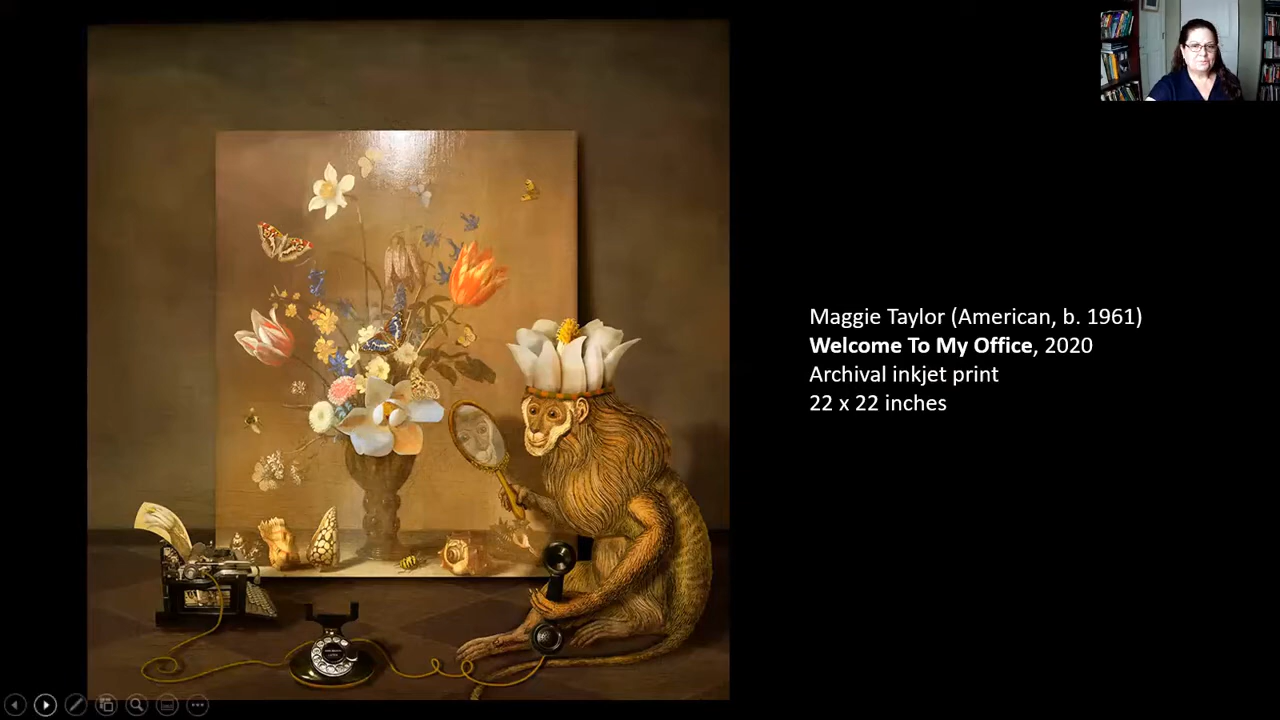 Maggie Taylor (American, b. 1961)
Welcome To My Office, 2020
Archival inkjet print
22 x 22 inches